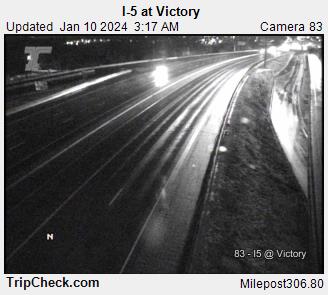 I-5 at Victory
Updated Jan 10 2024 3:17 AM Camera 83
N
83 - I5 @ Victory
TripCheck.com Milepost306.80